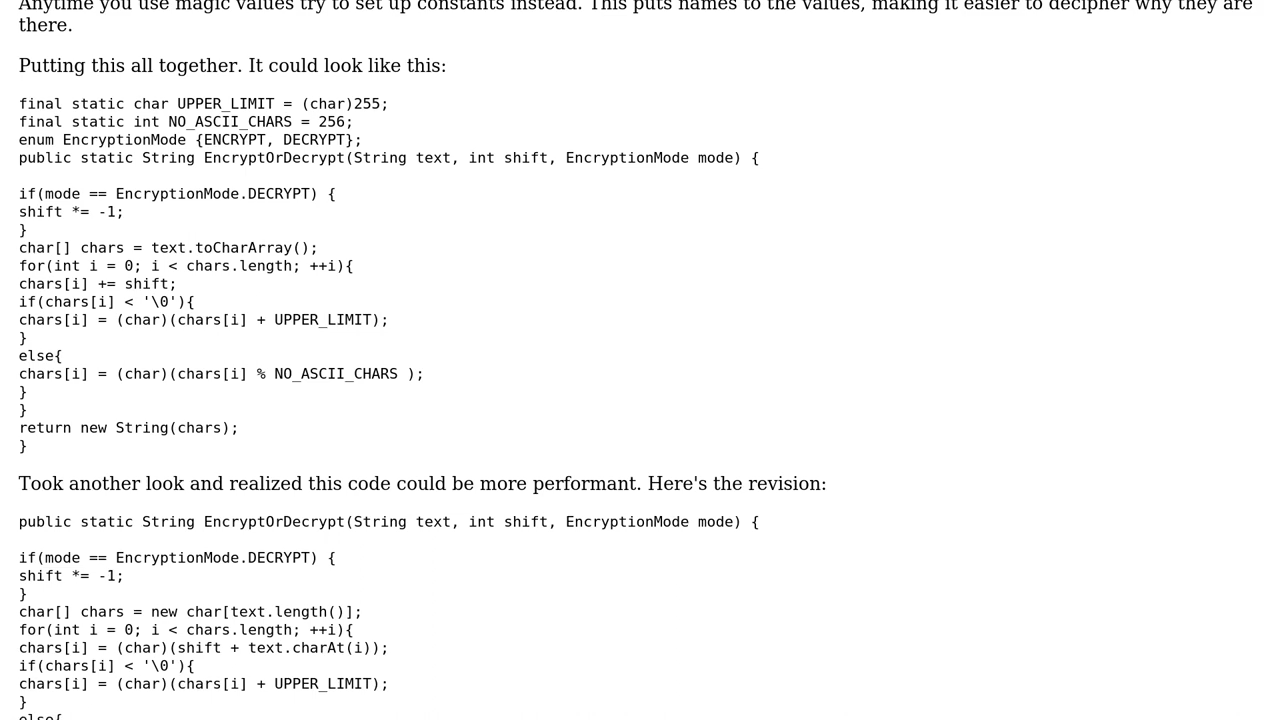 Anytime you use magic values try to set up constants instead. This puts names to the values, making it easier to decipher why they are
there.
Putting this all together. It could look like this:
final static char UPPER_LIMIT = (char)255;
final static int NO_ASCII_CHARS = 256;
enum EncryptionMode {ENCRYPT, DECRYPT};
public static String EncryptOrDecrypt(String text, int shift, EncryptionMode mode) {
if(mode == EncryptionMode.DECRYPT) {
shift *= -1;
}
char[] chars = text.toCharArray();
for(int i = 0; i < chars.length; ++i){
chars[i] += shift;
if(chars[i] < '\0'){
chars[i] = (char)(chars[i] + UPPER_LIMIT);
}
else{
chars[i] = (char)(chars[i] % NO_ASCII_CHARS );
}
}
return new String(chars);
}
Took another look and realized this code could be more performant. Here's the revision:
public static String EncryptOrDecrypt(String text, int shift, EncryptionMode mode) {
if(mode == EncryptionMode.DECRYPT) {
shift *= -1;
}
char[] chars = new char[text.length()];
for(int i = 0; i < chars.length; ++i){
chars[i] = (char)(shift + text.charAt(i));
if(chars[i] < '\0'){
chars[i] = (char)(chars[i] + UPPER_LIMIT);
}
else{